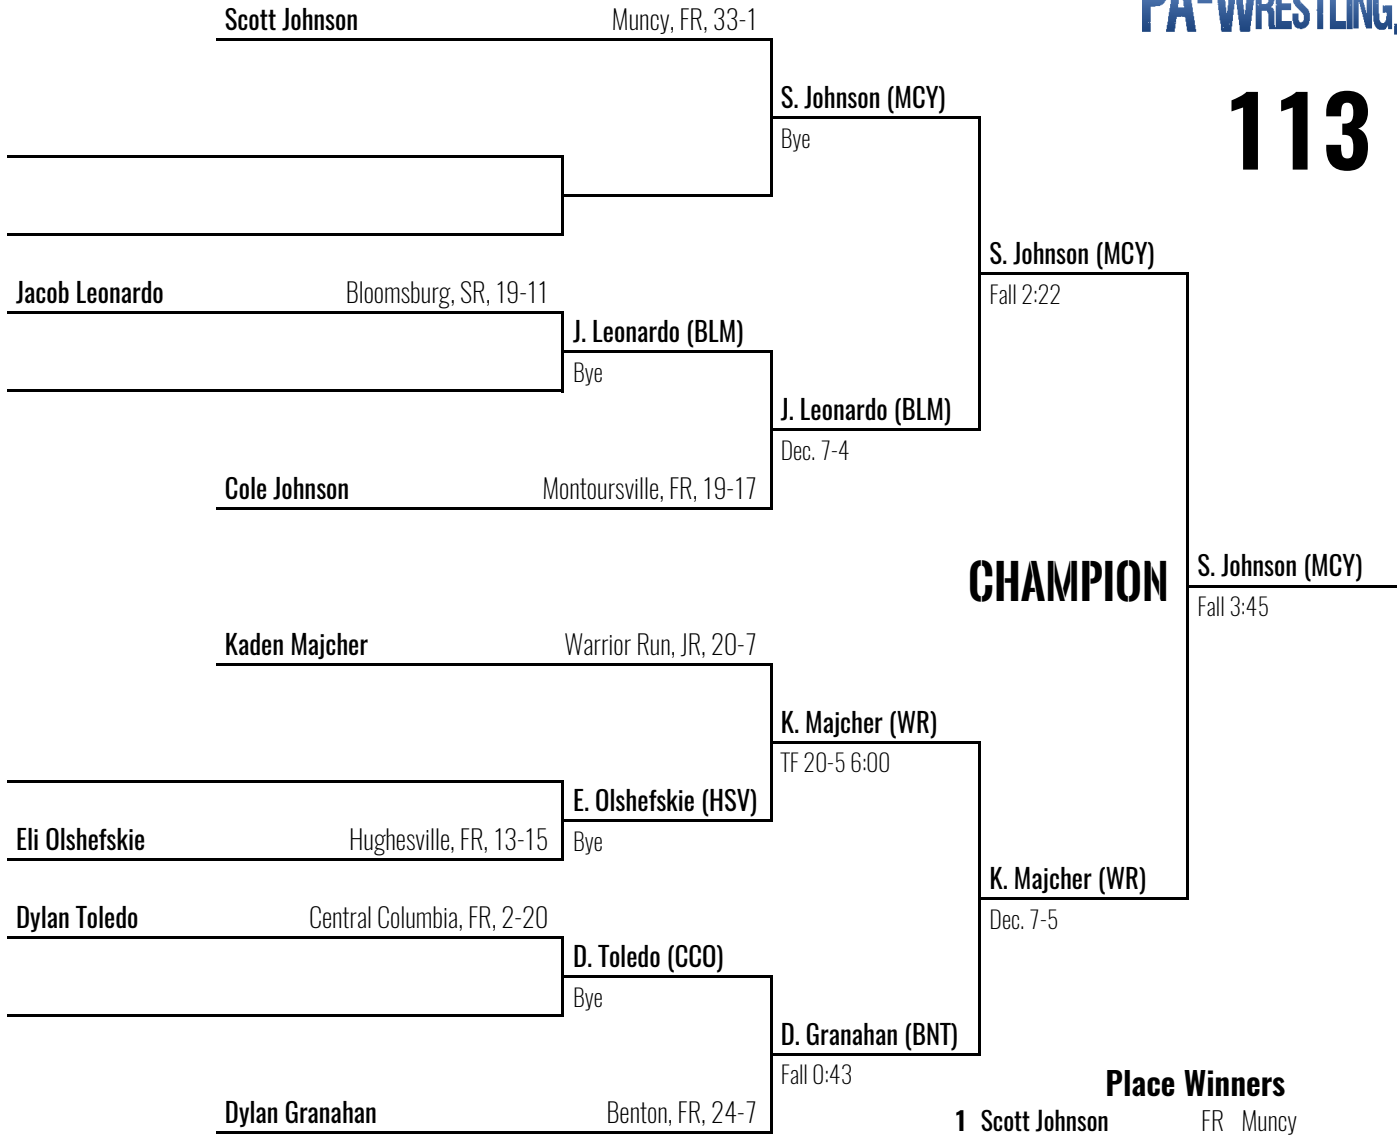 PA-WRESTLING
113
Scott Johnson Muncy, FR, 33-1
S. Johnson (MCY)
Bye
S. Johnson (MCY)
Fall 2:22
Jacob Leonardo Bloomsburg, SR, 19-11
J. Leonardo (BLM)
Bye
J. Leonardo (BLM)
Dec. 7-4
Cole Johnson Montoursville, FR, 19-17
CHAMPION
S. Johnson (MCY)
Fall 3:45
Kaden Majcher Warrior Run, JR, 20-7
K. Majcher (WR)
TF 20-5 6:00
E. Olshefskie (HSV)
Eli Olshefskie Hughesville, FR, 13-15
Bye
K. Majcher (WR)
Dec. 7-5
Dylan Toledo Central Columbia, FR, 2-20
D. Toledo (CCO)
Bye
D. Granahan (BNT)
Fall 0:43
Dylan Granahan Benton, FR, 24-7
Place Winners
1 Scott Johnson FR Muncy